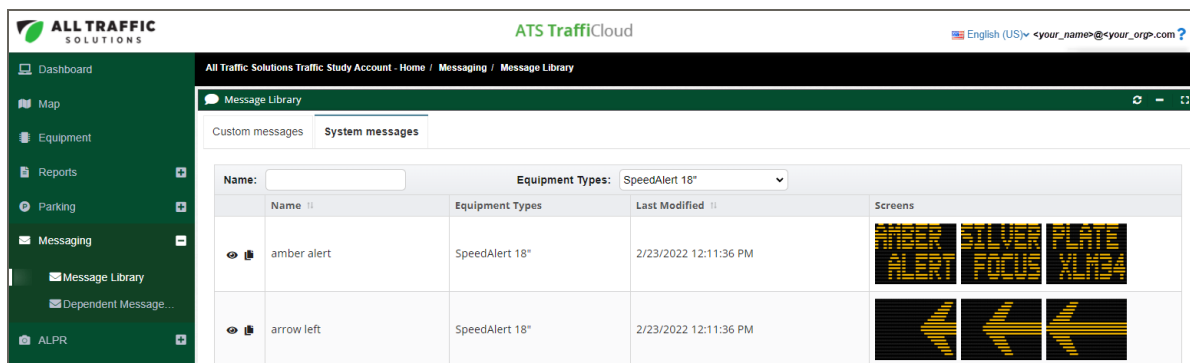 ALL TRAFFIC
SOLUTIONS
ATS TraffiCloud
English (US) <your_name>@<your_org>.com ?
Dashboard
All Traffic Solutions Traffic Study Account - Home / Messaging / Message Library
Map
Message Library
Equipment
Custom messages System messages
Reports
Name: Equipment Types: SpeedAlert 18"
Parking
Name Equipment Types Last Modified Screens
Messaging
Message Library
Dependent Message...
ALPR
amber alert SpeedAlert 18" 2/23/2022 12:11:36 PM
AMBER SILVER PLATE
ALERT FOCUS XLM34
arrow left SpeedAlert 18" 2/23/2022 12:11:36 PM